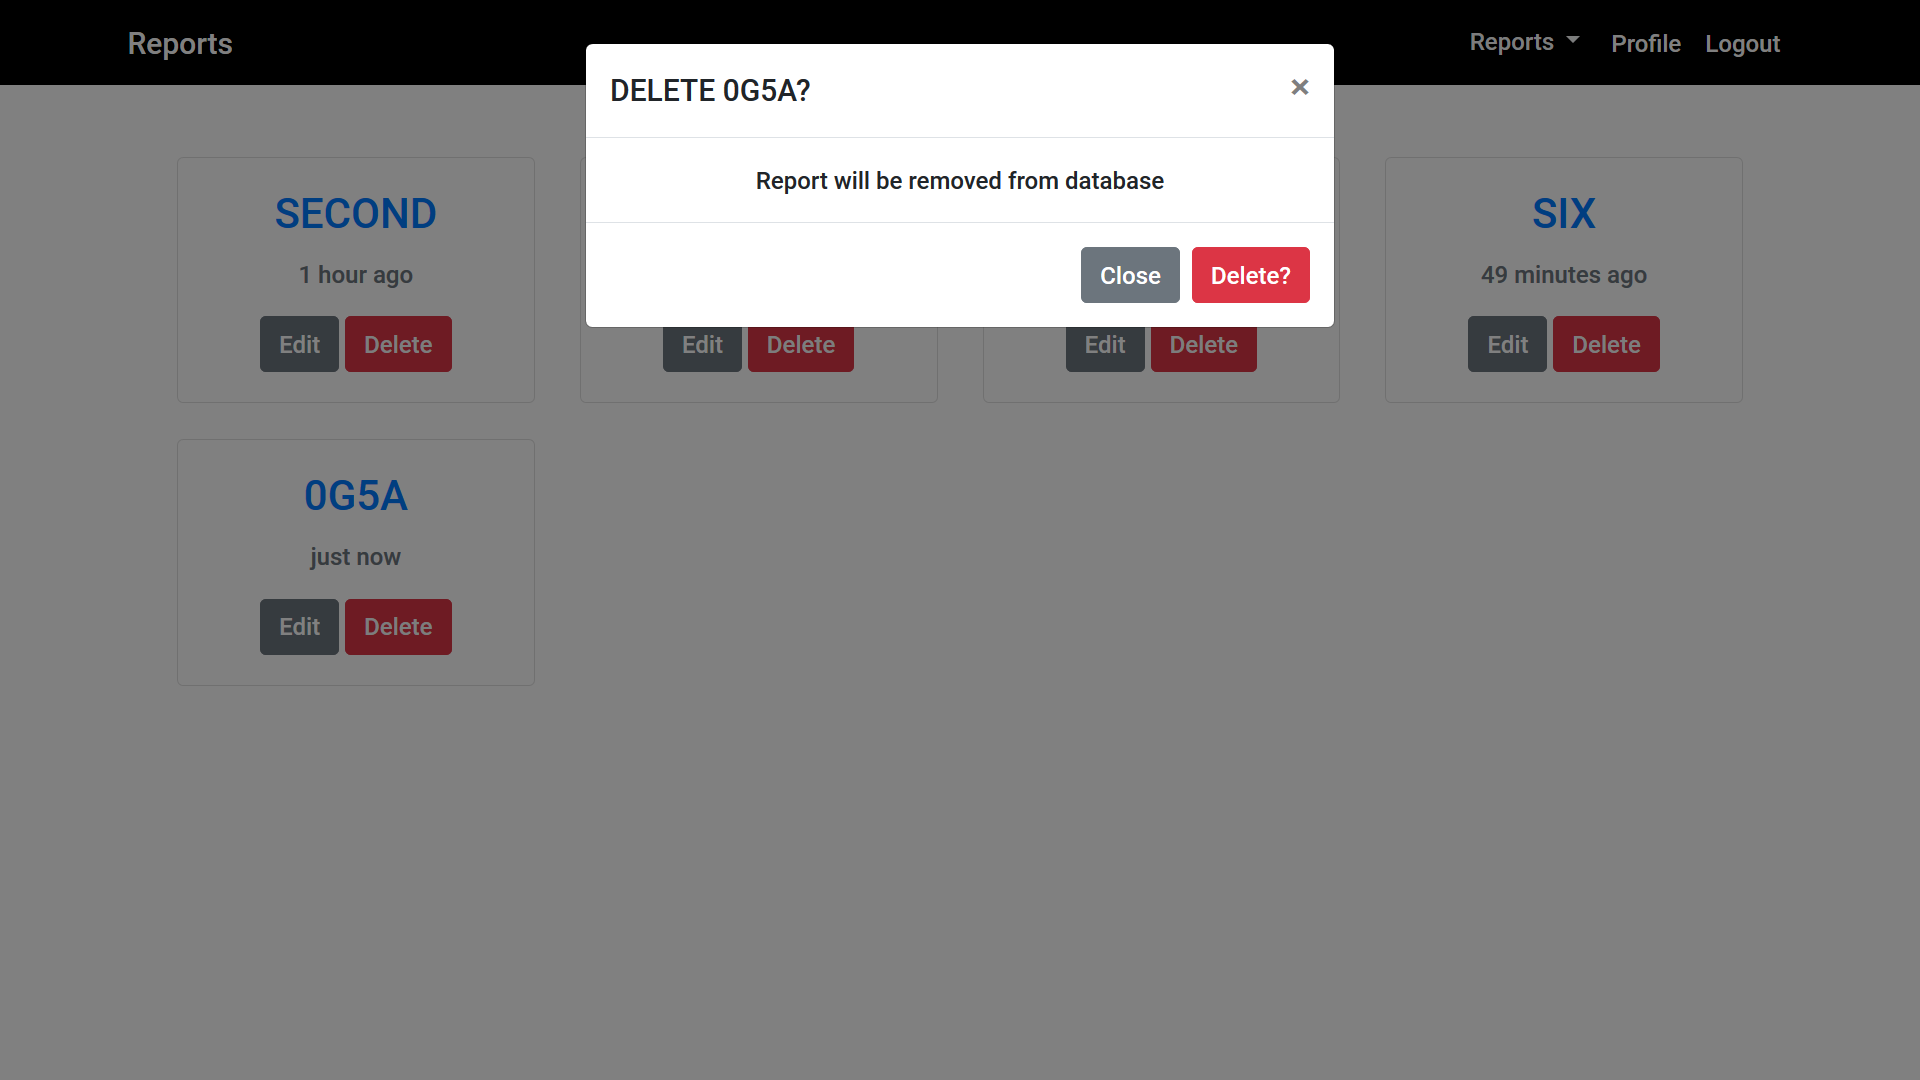 Reports
Reports
Profile
Logout
DELETE 0G5A?
×
Report will be removed from database
Close
Delete?
SECOND
1 hour ago
Edit
Delete
Edit
Delete
Edit
Delete
SIX
49 minutes ago
Edit
Delete
0G5A
just now
Edit
Delete